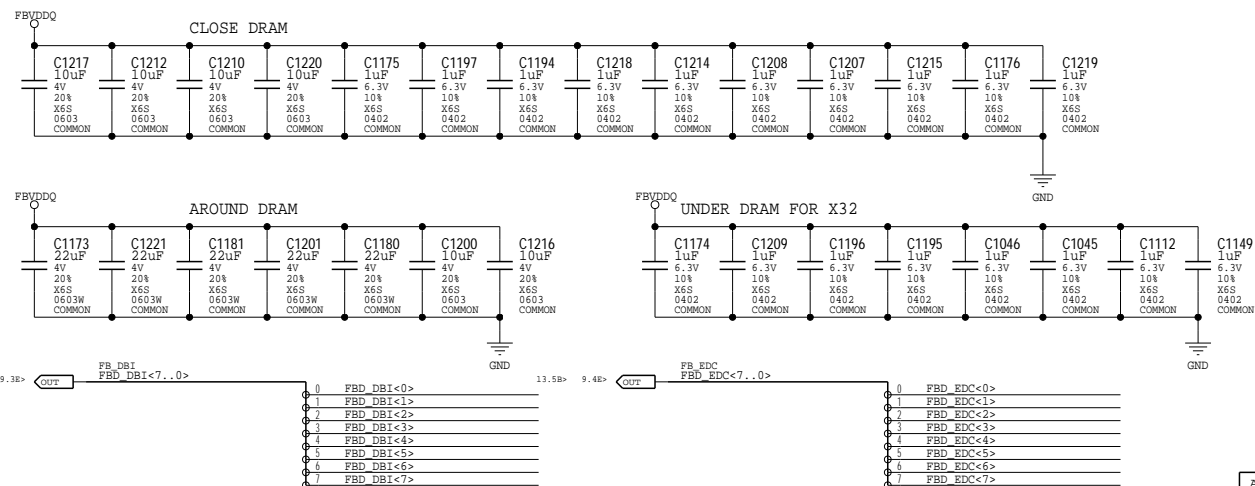 FBVDDQ
CLOSE DRAM
C1217 C1212 C1210 C1220 C1175 C1197 C1194 C1218 C1214 C1208 C1207 C1215 C1176 C1219
10uF 10uF 10uF 10uF 1uF 1uF 1uF 1uF 1uF 1uF 1uF 1uF 1uF 1uF
4V 4V 4V 4V 6.3V 6.3V 6.3V 6.3V 6.3V 6.3V 6.3V 6.3V 6.3V 6.3V
20% 20% 20% 20% 10% 10% 10% 10% 10% 10% 10% 10% 10% 10%
X6S X6S X6S X6S X6S X6S X6S X6S X6S X6S X6S X6S X6S X6S
0603 0603 0603 0603 0402 0402 0402 0402 0402 0402 0402 0402 0402 0402
COMMON COMMON COMMON COMMON COMMON COMMON COMMON COMMON COMMON COMMON COMMON COMMON COMMON COMMON
GND
FBVDDQ
AROUND DRAM
C1173 C1221 C1181 C1201 C1180 C1200 C1216
22uF 22uF 22uF 22uF 22uF 10uF 10uF
4V 4V 4V 4V 4V 4V 4V
20% 20% 20% 20% 20% 20% 20%
X6S X6S X6S X6S X6S X6S X6S
0603W 0603W 0603W 0603W 0603W 0603 0603
COMMON COMMON COMMON COMMON COMMON COMMON COMMON
GND
FBVDDQ
UNDER DRAM FOR X32
C1174 C1209 C1196 C1195 C1046 C1045 C1112 C1149
1uF 1uF 1uF 1uF 1uF 1uF 1uF 1uF
6.3V 6.3V 6.3V 6.3V 6.3V 6.3V 6.3V 6.3V
10% 10% 10% 10% 10% 10% 10% 10%
X6S X6S X6S X6S X6S X6S X6S X6S
0402 0402 0402 0402 0402 0402 0402 0402
COMMON COMMON COMMON COMMON COMMON COMMON COMMON COMMON
GND
FB_DBI
9.3E> OUT FBD_DBI<7..0>
0 FBD_DBI<0>
1 FBD_DBI<1>
2 FBD_DBI<2>
3 FBD_DBI<3>
4 FBD_DBI<4>
5 FBD_DBI<5>
6 FBD_DBI<6>
7 FBD_DBI<7>
FB_EDC
13.5B> 9.4E> OUT FBD_EDC<7..0>
0 FBD_EDC<0>
1 FBD_EDC<1>
2 FBD_EDC<2>
3 FBD_EDC<3>
4 FBD_EDC<4>
5 FBD_EDC<5>
6 FBD_EDC<6>
7 FBD_EDC<7>